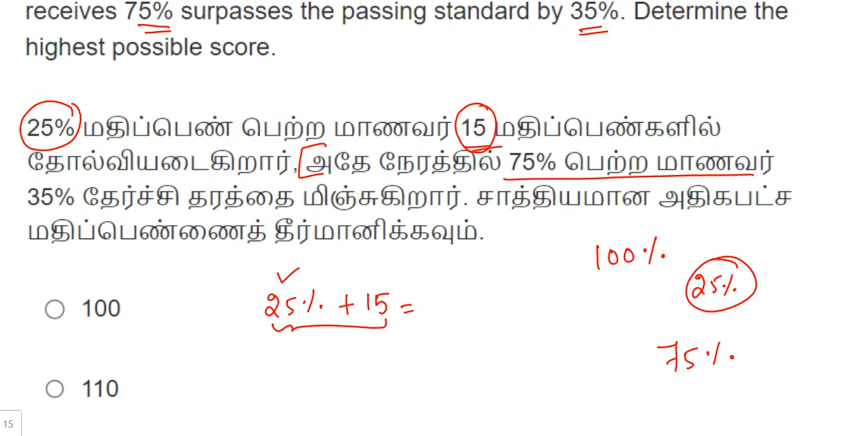 receives 75% surpasses the passing standard by 35%. Determine the
highest possible score.
25% மதிப்பெண் பெற்ற மாணவர் 15 மதிப்பெண்களில்
தோல்வியடைகிறார், அதே நேரத்தில் 75% பெற்ற மாணவர்
35% தேர்ச்சி தரத்தை மிஞ்சுகிறார். சாத்தியமான அதிகபட்ச
மதிப்பெண்ணைத் தீர்மானிக்கவும்.
100%
25%
25% + 15 =
100
75%
110
15